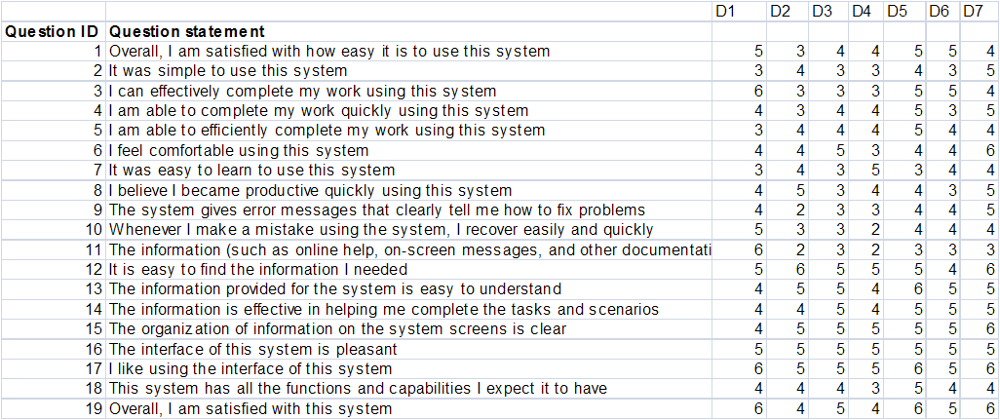 D1 D2 D3 D4 D5 D6 D7
Question ID Question statement
1 Overall, I am satisfied with how easy it is to use this system 5 3 4 4 5 5 4
2 It was simple to use this system 3 4 3 3 4 3 5
3 I can effectively complete my work using this system 6 3 3 3 5 5 4
4 I am able to complete my work quickly using this system 4 3 4 4 5 3 5
5 I am able to efficiently complete my work using this system 3 4 4 4 5 4 4
6 I feel comfortable using this system 4 4 5 3 4 4 6
7 It was easy to learn to use this system 3 4 3 5 3 4 4
8 I believe I became productive quickly using this system 4 5 3 4 4 3 5
9 The system gives error messages that clearly tell me how to fix problems 4 2 3 3 4 4 5
10 Whenever I make a mistake using the system, I recover easily and quickly 5 3 3 2 4 4 4
11 The information (such as online help, on-screen messages, and other documentati 6 2 3 2 3 3 3
12 It is easy to find the information I needed 5 6 5 5 5 4 6
13 The information provided for the system is easy to understand 4 5 5 4 6 5 5
14 The information is effective in helping me complete the tasks and scenarios 4 4 5 4 5 5 5
15 The organization of information on the system screens is clear 4 5 5 5 5 5 6
16 The interface of this system is pleasant 5 5 5 5 5 5 5
17 I like using the interface of this system 6 5 5 5 6 5 6
18 This system has all the functions and capabilities I expect it to have 4 4 4 3 5 4 4
19 Overall, I am satisfied with this system 6 4 5 4 6 5 6